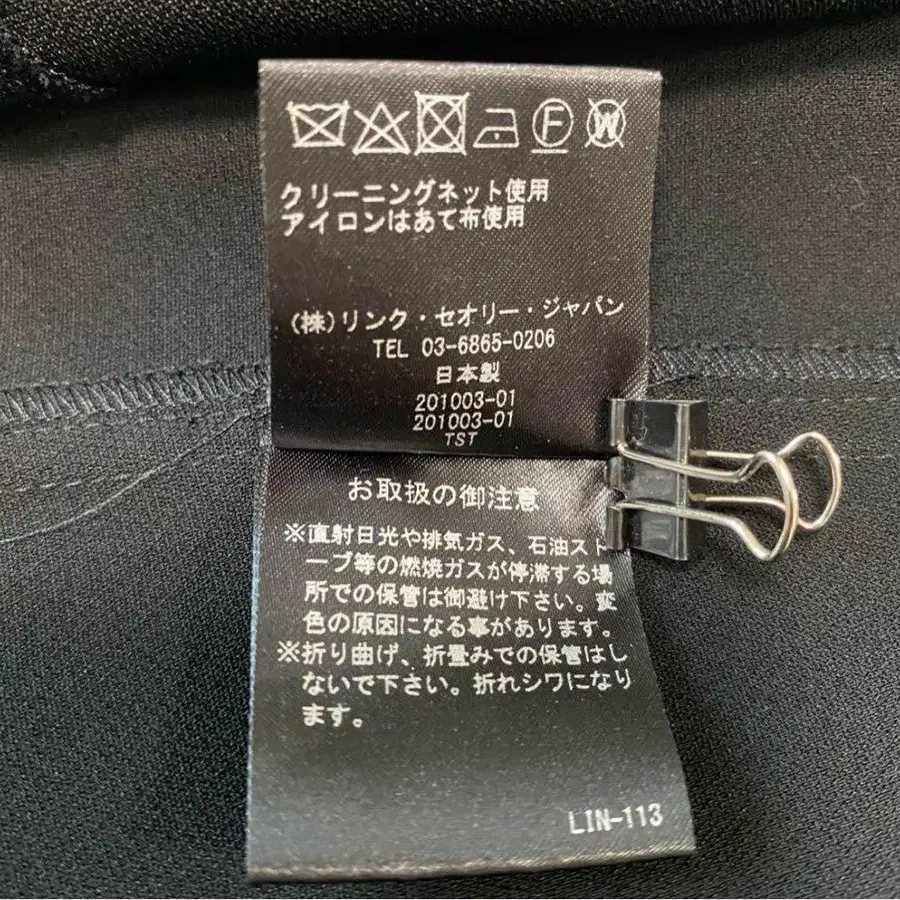 F W
クリーニングネット使用
アイロンはあて布使用
(株)リンク・セオリー・ジャパン
TEL 03-6865-0206
日本製
201003-01
201003-01
TST
お取扱の御注意
※直射日光や排気ガス、石油スト
ーブ等の燃焼ガスが停滞する場
所での保管は御避け下さい。変
色の原因になる事があります。
※折り曲げ、折畳みでの保管はし
ないで下さい。折れシワになり
ます。
LIN-113